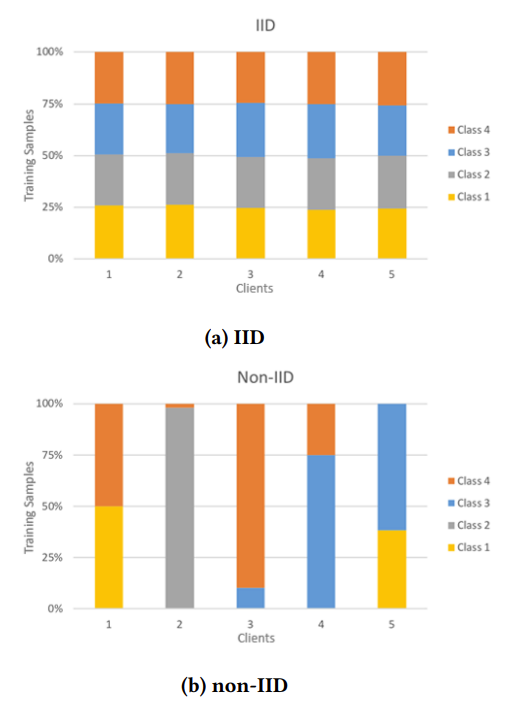 IID
100%
75%
50%
25%
0%
Training Samples
1 2 3 4 5
Clients
Class 4
Class 3
Class 2
Class 1
(a) IID
Non-IID
100%
75%
50%
25%
0%
Training Samples
1 2 3 4 5
Clients
Class 4
Class 3
Class 2
Class 1
(b) non-IID